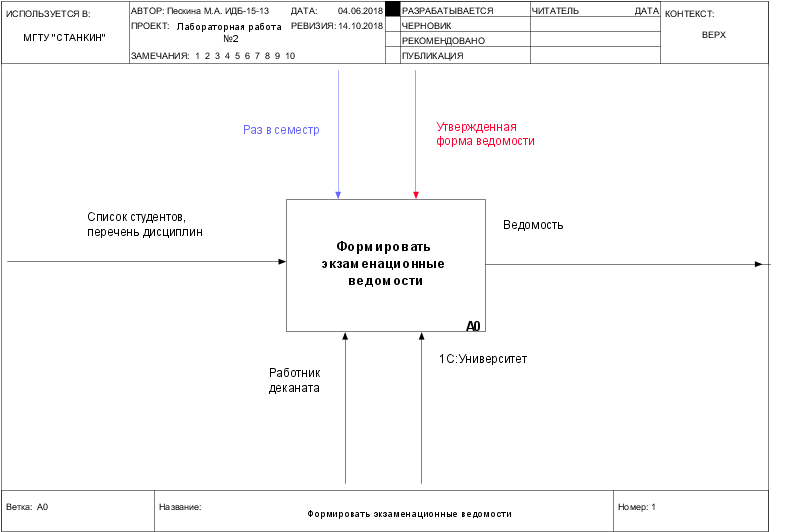 ИСПОЛЬЗУЕТСЯ В:
МГТУ "СТАНКИН"
АВТОР: Пескина М.А. ИДБ-15-13
ДАТА: 04.06.2018
ПРОЕКТ: Лабораторная работа
№2
РЕВИЗИЯ: 14.10.2018
ЗАМЕЧАНИЯ: 1 2 3 4 5 6 7 8 9 10
РАЗРАБАТЫВАЕТСЯ
ЧЕРНОВИК
РЕКОМЕНДОВАНО
ПУБЛИКАЦИЯ
ЧИТАТЕЛЬ
ДАТА
КОНТЕКСТ:
ВЕРХ
Раз в семестр
Утвержденная
форма ведомости
Список студентов,
перечень дисциплин
Формировать
экзаменационные
ведомости
A0
Ведомость
Работник
деканата
1С:Университет
Ветка: A0
Название:
Формировать экзаменационные ведомости
Номер: 1